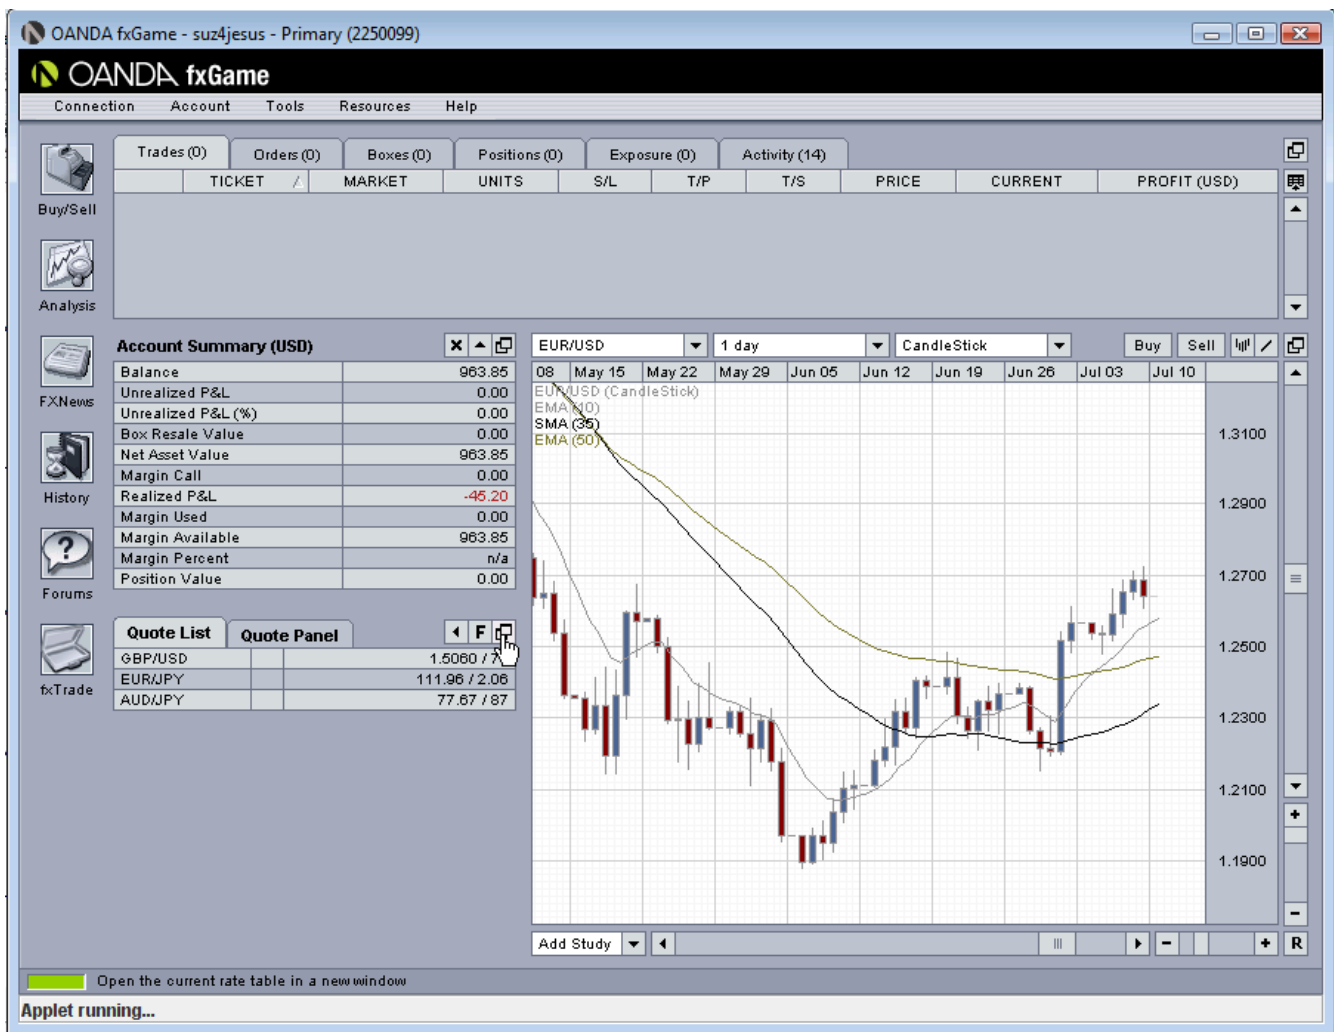 OANDA fxGame - suz4jesus - Primary (2250099)
OANDA fxGame
Connection Account Tools Resources Help
Trades (0) Orders (0) Boxes (0) Positions (0) Exposure (0) Activity (14)
TICKET MARKET UNITS S/L T/P T/S PRICE CURRENT PROFIT (USD)
Buy/Sell
Analysis
FXNews
History
Forums
fxTrade
Account Summary (USD)
Balance 963.85
Unrealized P&L 0.00
Unrealized P&L (%) 0.00
Box Resale Value 0.00
Net Asset Value 963.85
Margin Call 0.00
Realized P&L -45.20
Margin Used 0.00
Margin Available 963.85
Margin Percent n/a
Position Value 0.00
Quote List Quote Panel F
GBP/USD 1.5060 /
EUR/JPY 111.96 / 2.06
AUD/JPY 77.67 / 87
EUR/USD 1 day CandleStick Buy Sell
08 May 15 May 22 May 29 Jun 05 Jun 12 Jun 19 Jun 26 Jul 03 Jul 10
EUR/USD (CandleStick)
EMA (10)
SMA (35)
EMA (50)
1.3100
1.2900
1.2700
1.2500
1.2300
1.2100
1.1900
Add Study R
Open the current rate table in a new window
Applet running...